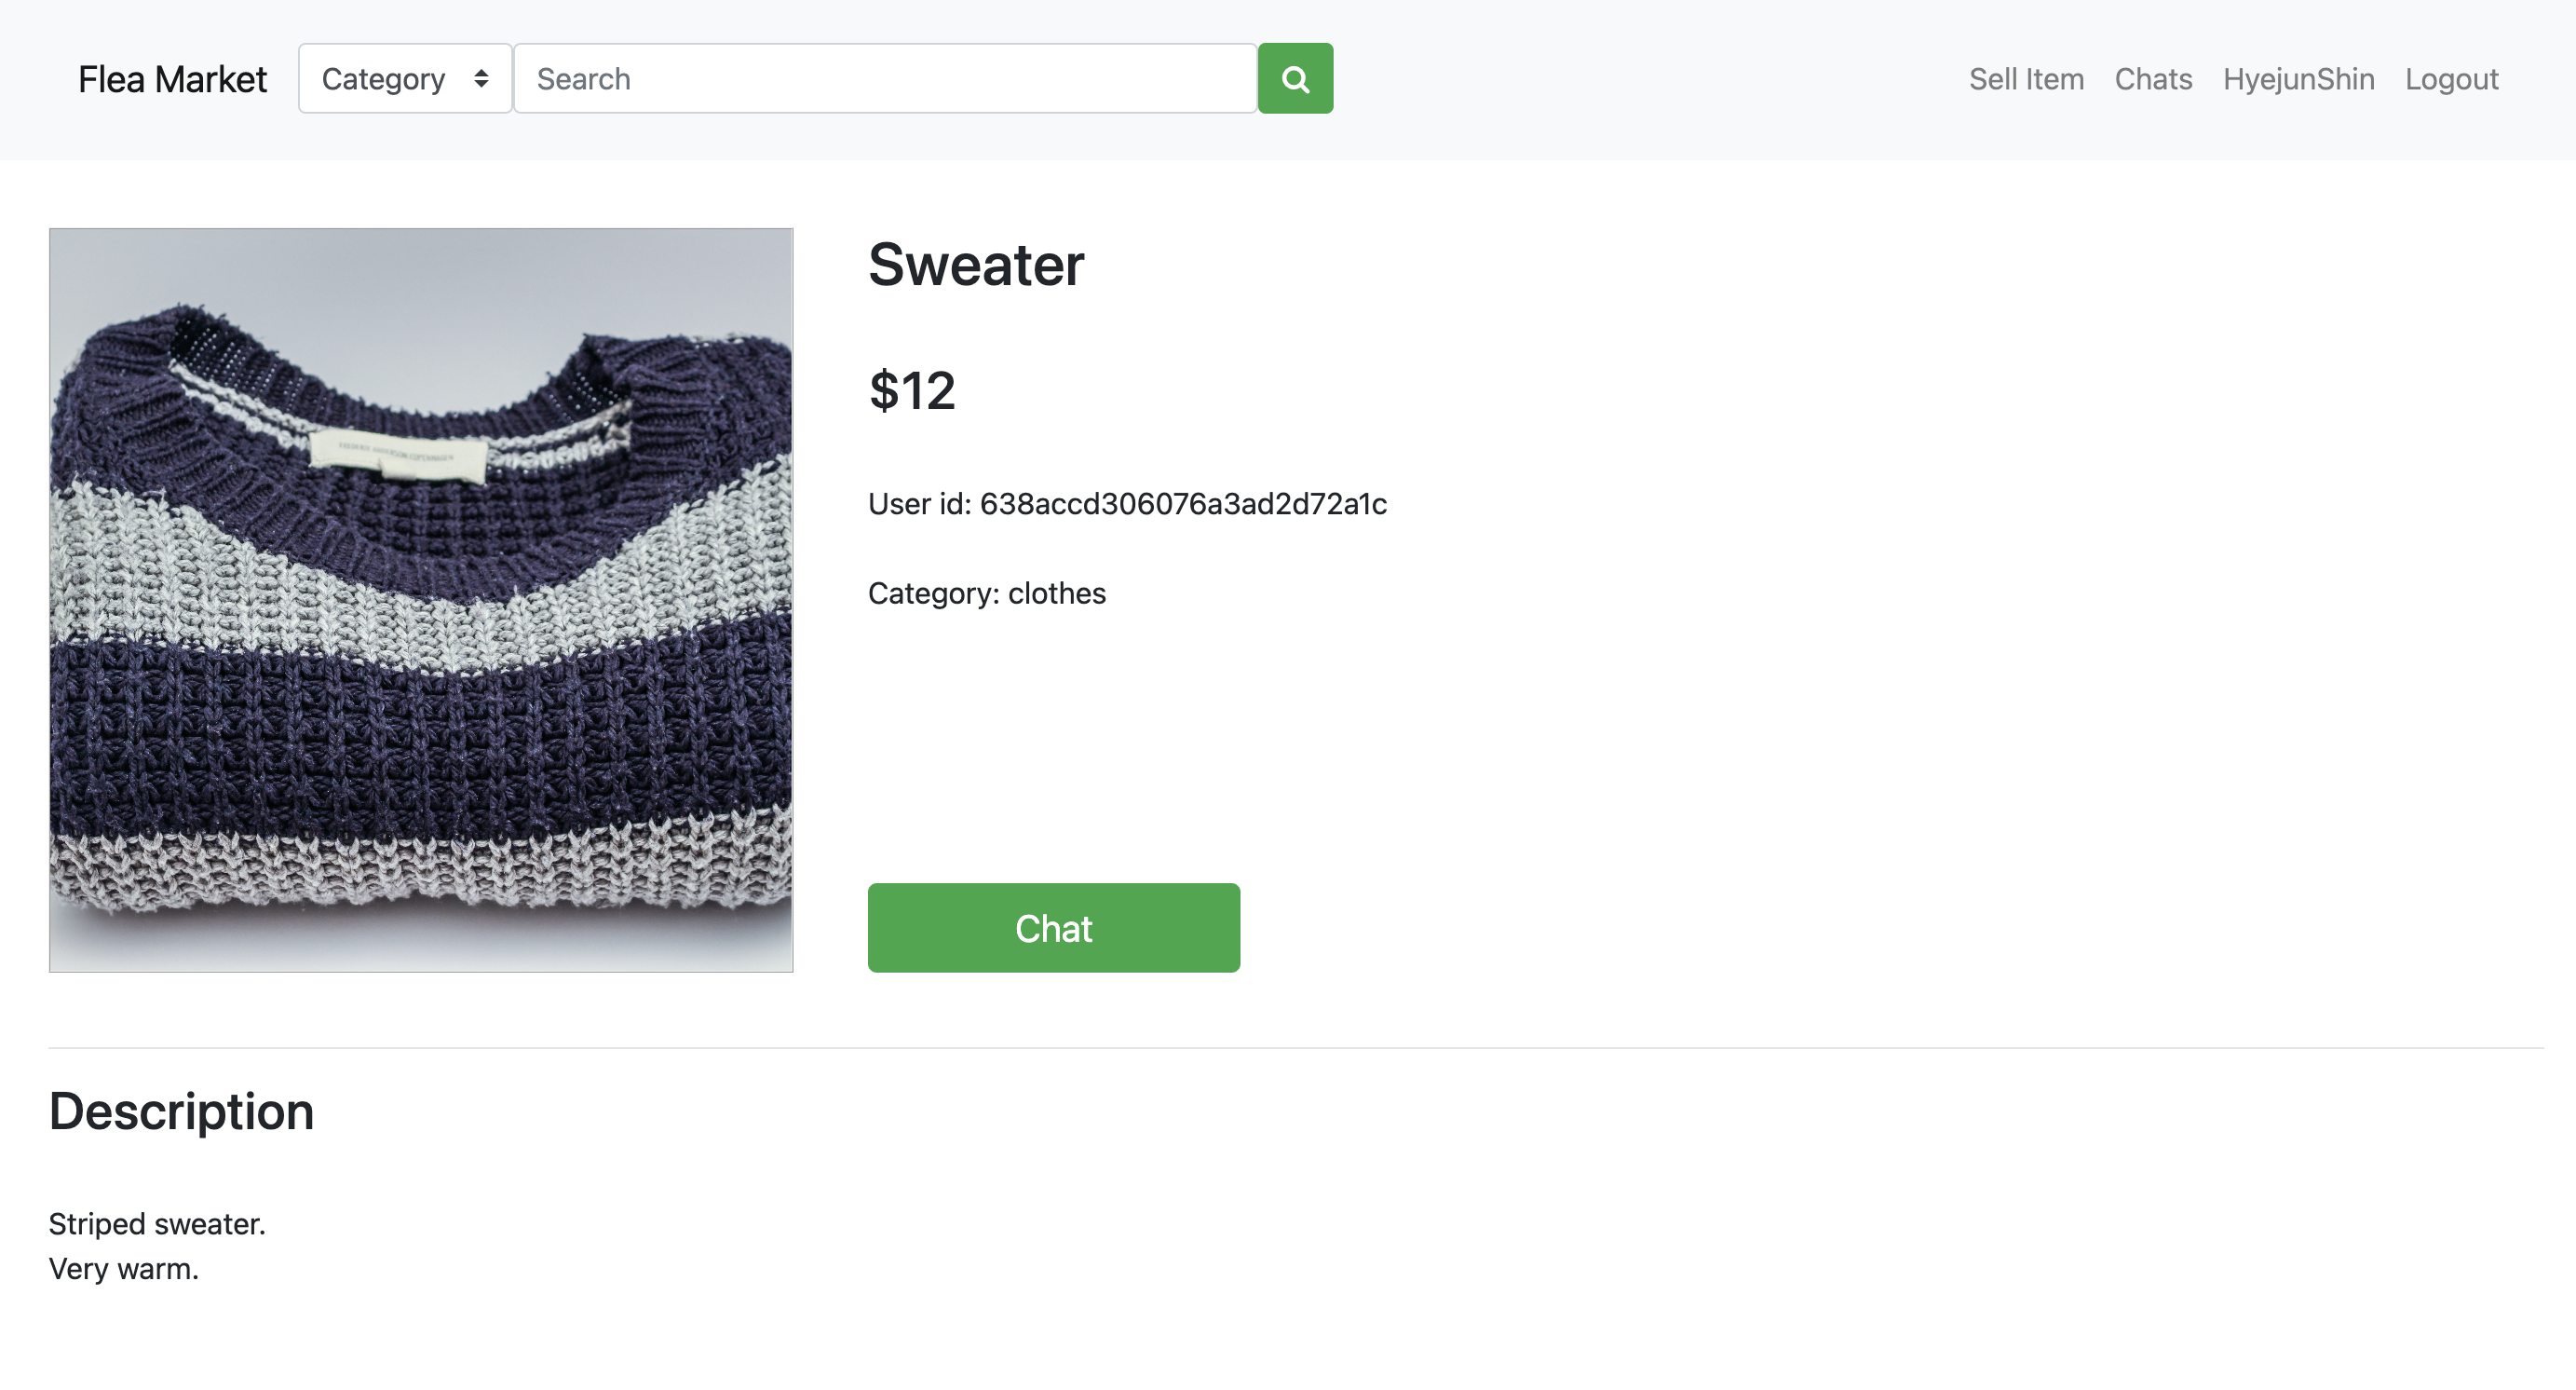 Flea Market
Category
Search
Sell Item
Chats
HyejunShin
Logout
Sweater
$12
User id: 638accd306076a3ad2d72a1c
Category: clothes
Chat
Description
Striped sweater.
Very warm.